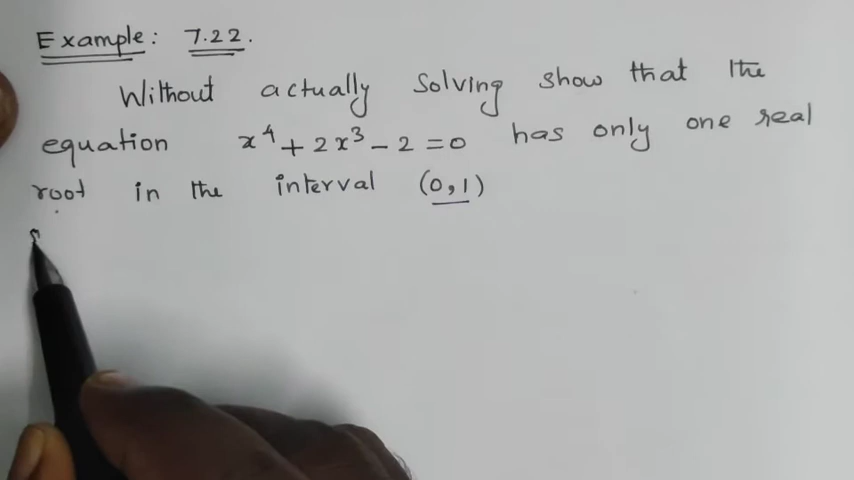 Example: 7.22.
Without actually solving show that the
equation x⁴ + 2x³ - 2 = 0 has only one real
root in the interval (0,1)